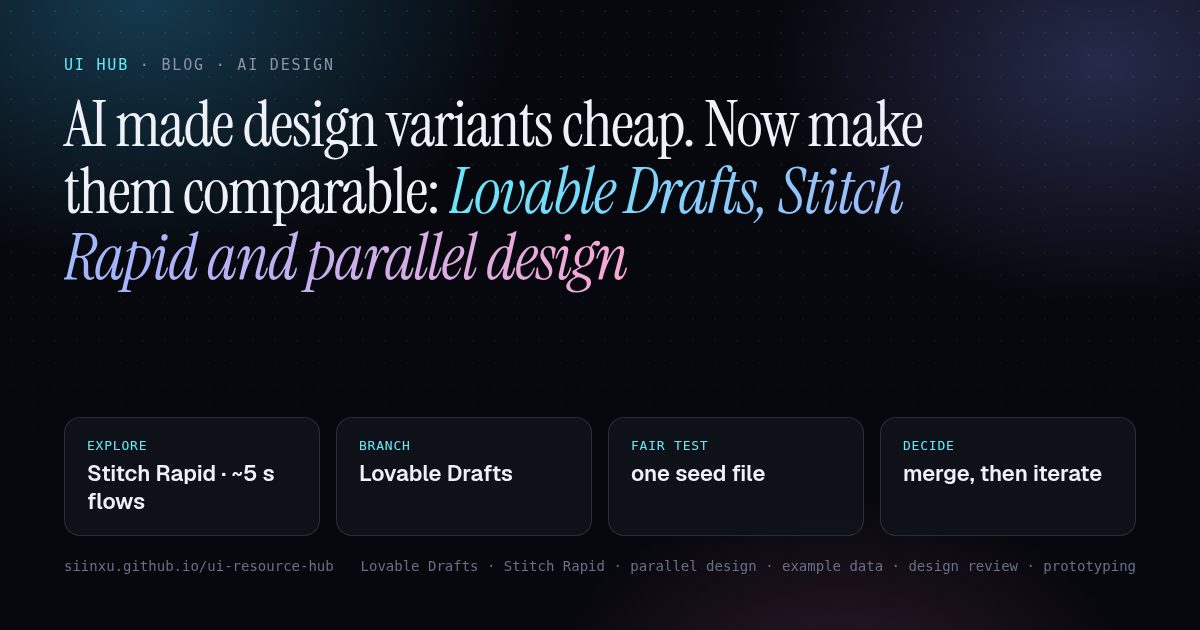 UI HUB · BLOG · AI DESIGN
AI made design variants cheap. Now make
them comparable: Lovable Drafts, Stitch
Rapid and parallel design
EXPLORE
Stitch Rapid · ~5 s
flows
BRANCH
Lovable Drafts
FAIR TEST
one seed file
DECIDE
merge, then iterate
siinxu.github.io/ui-resource-hub
Lovable Drafts · Stitch Rapid · parallel design · example data · design review · prototyping